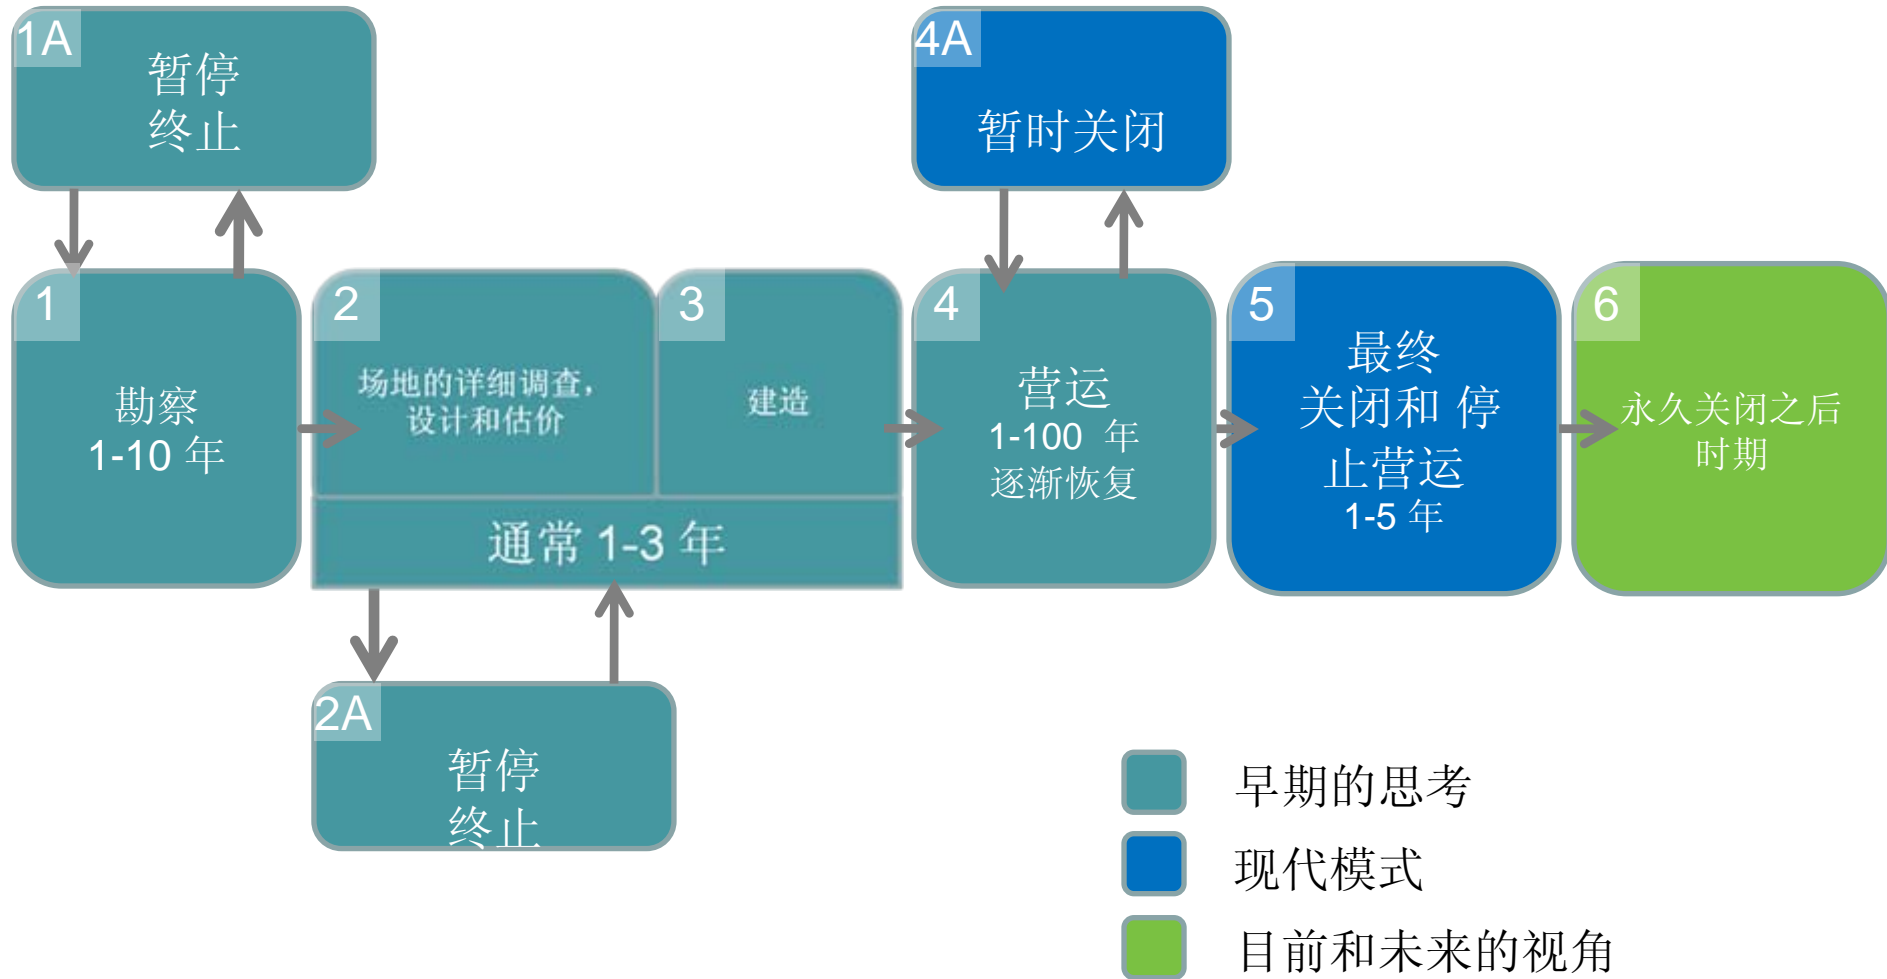 1A
暂停
终止
4A
暂时关闭
1
勘察
1-10 年
2
场地的详细调查，
设计和估价
3
建造
通常 1-3 年
4
营运
1-100 年
逐渐恢复
5
最终
关闭和 停
止营运
1-5 年
6
永久关闭之后
时期
2A
暂停
终止
早期的思考
现代模式
目前和未来的视角